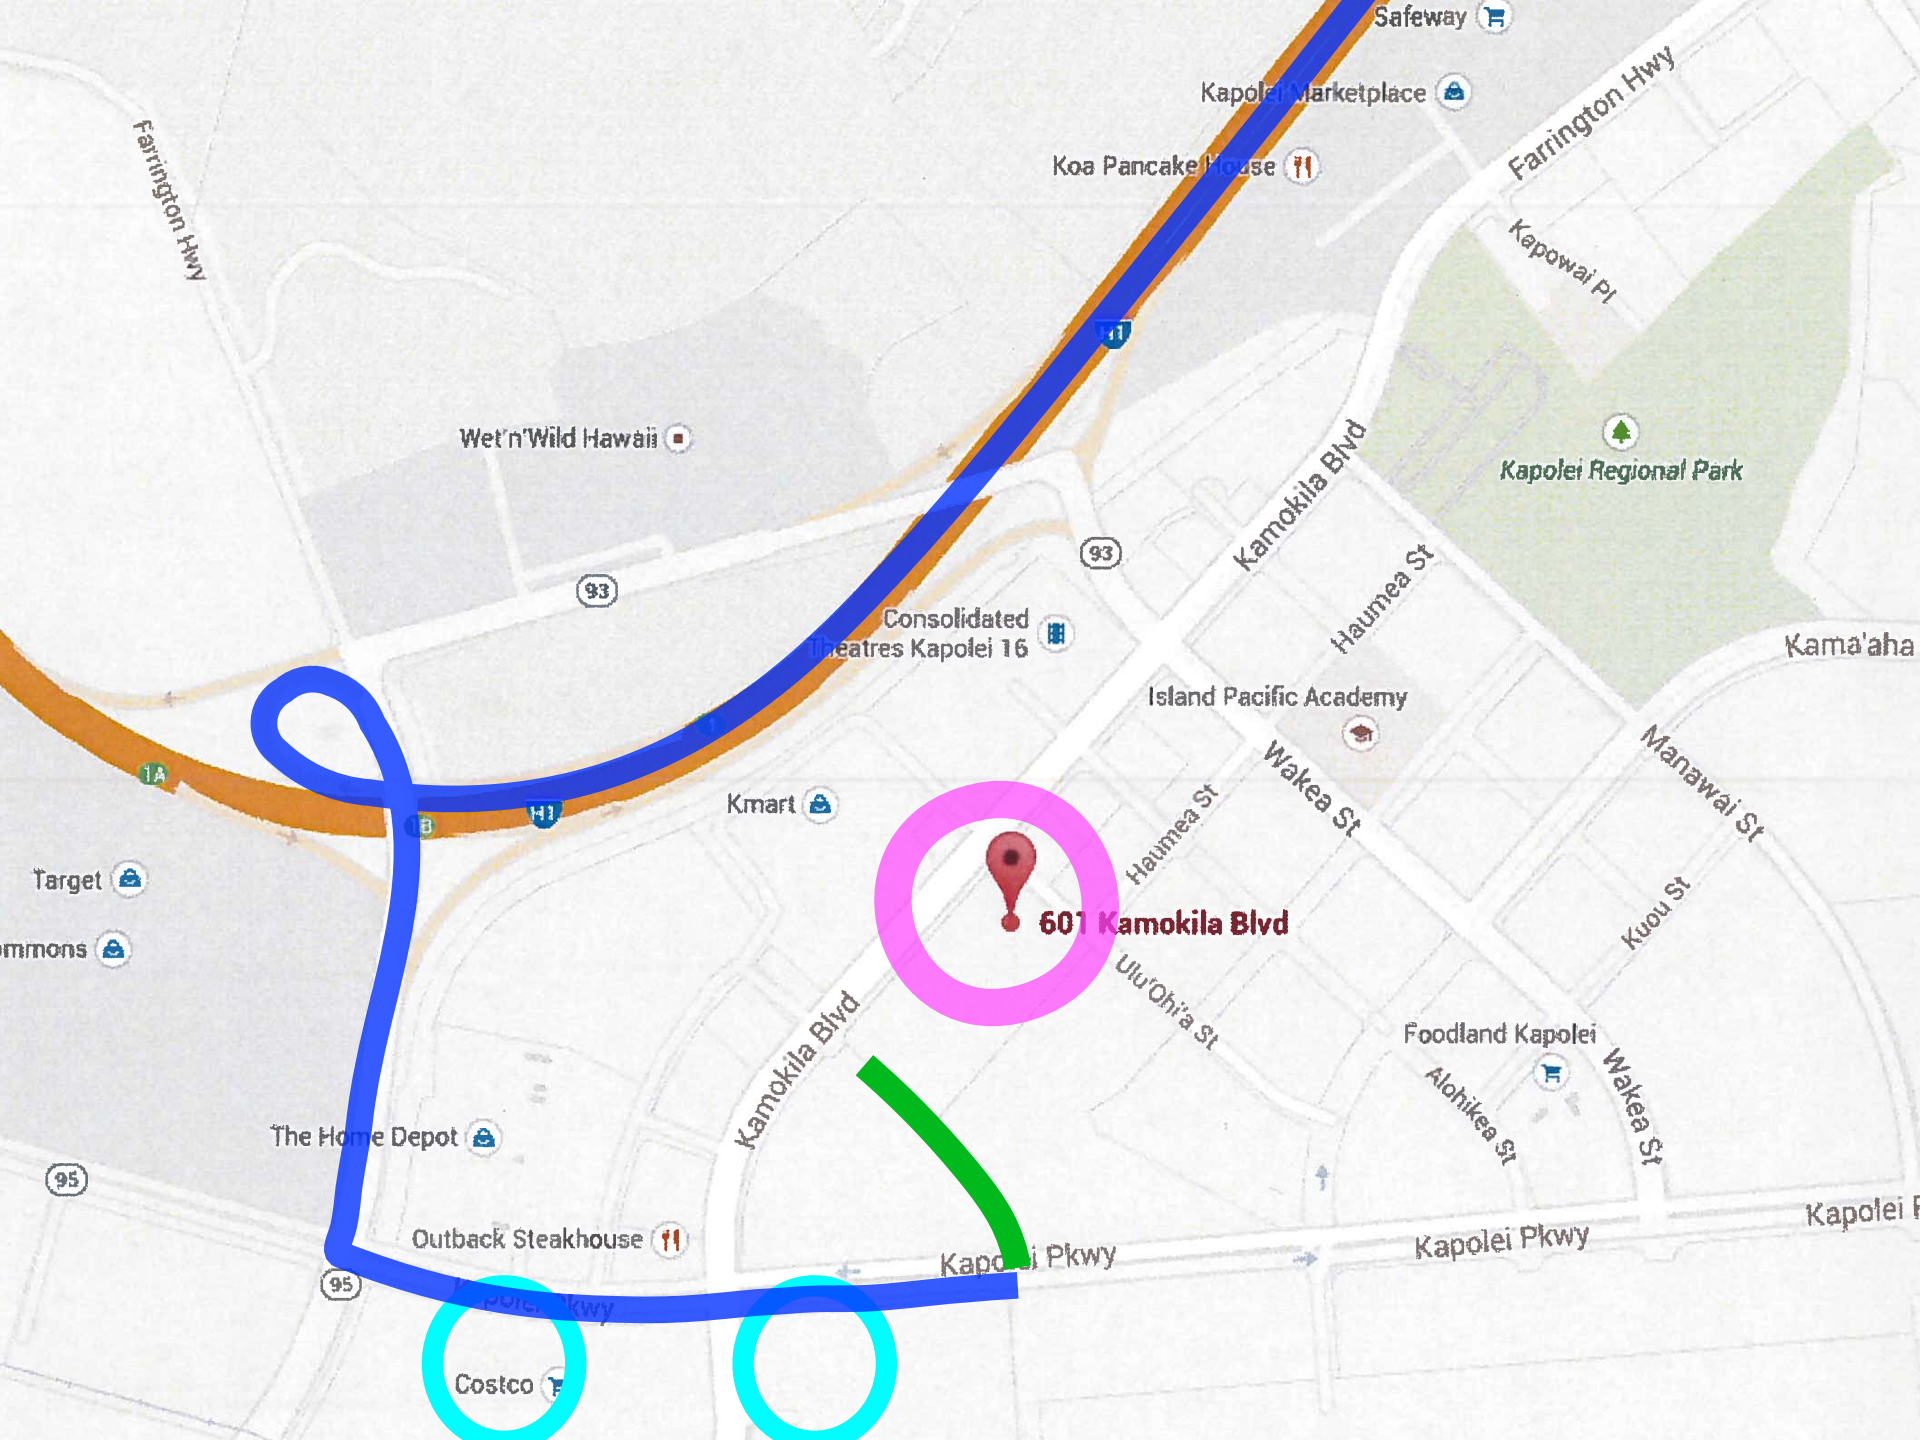 Safeway
Kapolei Marketplace
Farrington Hwy
Farrington Hwy
Koa Pancake House
Kapowai Pl
H1
Wet'n'Wild Hawaii
Kamokila Blvd
Kapolei Regional Park
93
93
Haumea St
Consolidated
Theatres Kapolei 16
Kama'aha
Island Pacific Academy
1
Manawai St
1A
Wakea St
Kmart
H1
1B
Haumea St
Target
601 Kamokila Blvd
Kuou St
mmons
Ulu'Ohi'a St
Kamokila Blvd
Foodland Kapolei
Alohikea St
Wakea St
The Home Depot
95
Outback Steakhouse
Kapolei Pkwy
Kapolei Pkwy
Kapolei P
95
Kapolei Pkwy
Costco